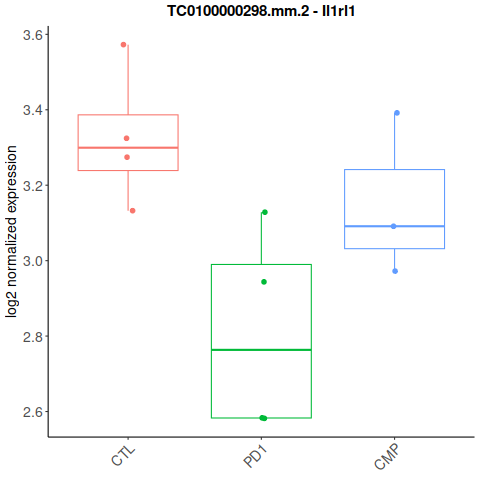 TC0100000298.mm.2 - Il1rl1
log2 normalized expression
3.6
3.4
3.2
3.0
2.8
2.6
CTL
PD1
CMP